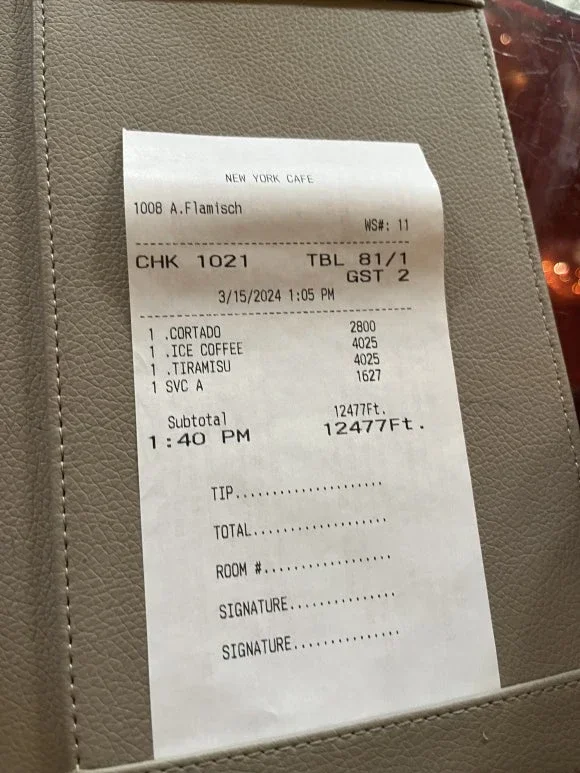 NEW YORK CAFE
1008 A.Flamisch
WS#: 11
CHK 1021 TBL 81/1
GST 2
3/15/2024 1:05 PM
1 .CORTADO 2800
1 .ICE COFFEE 4025
1 .TIRAMISU 4025
1 SVC A 1627
Subtotal 12477Ft.
1:40 PM 12477Ft.
TIP.....................
TOTAL...................
ROOM #..................
SIGNATURE...............
SIGNATURE...............